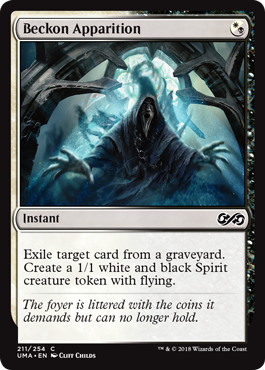 Beckon Apparition
Instant
Exile target card from a graveyard.
Create a 1/1 white and black Spirit
creature token with flying.
The foyer is littered with the coins it
demands but can no longer hold.
211/254 C
UMA • EN Cliff Childs
™ & © 2018 Wizards of the Coast